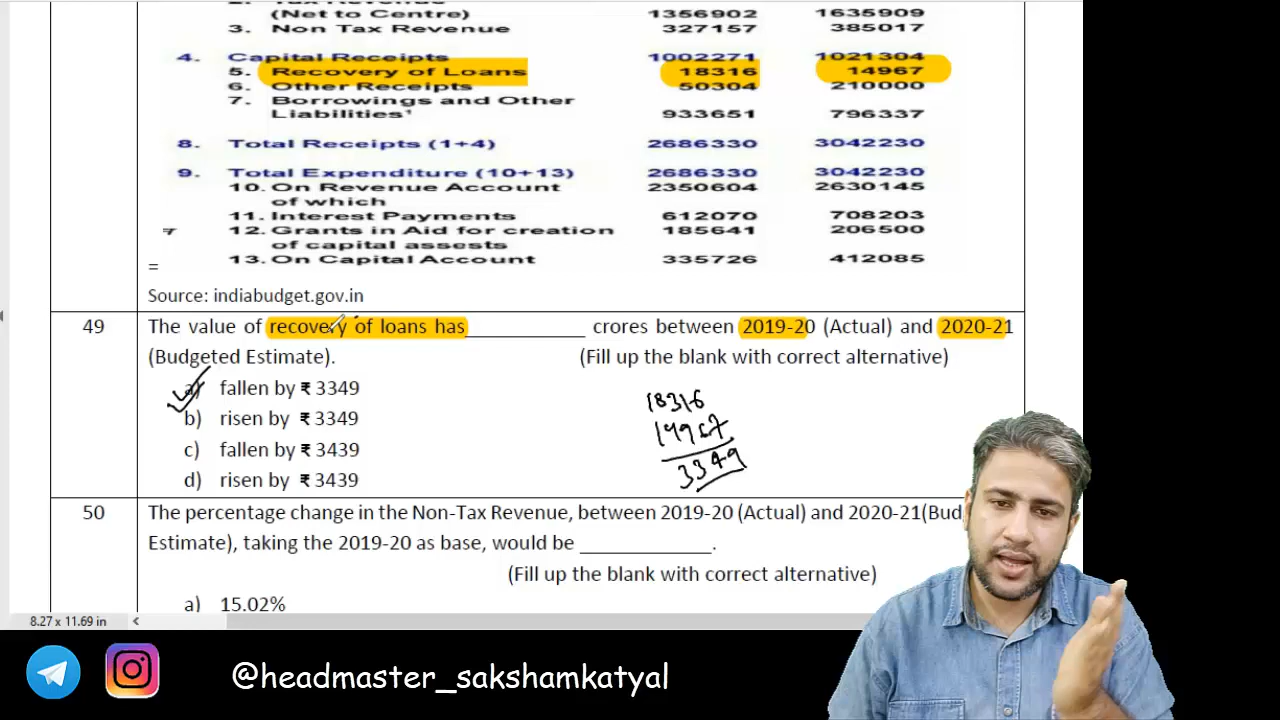 (Net to Centre) 1356902 1635909
3. Non Tax Revenue 327157 385017
4. Capital Receipts 1002271 1021304
5. Recovery of Loans 18316 14967
6. Other Receipts 50304 210000
7. Borrowings and Other
Liabilities¹ 933651 796337
8. Total Receipts (1+4) 2686330 3042230
9. Total Expenditure (10+13) 2686330 3042230
10. On Revenue Account 2350604 2630145
of which
11. Interest Payments 612070 708203
12. Grants in Aid for creation 185641 206500
of capital assests
13. On Capital Account 335726 412085
=
Source: indiabudget.gov.in
49 The value of recovery of loans has____________ crores between 2019-20 (Actual) and 2020-21
(Budgeted Estimate). (Fill up the blank with correct alternative)
a) fallen by ₹ 3349
b) risen by ₹ 3349
c) fallen by ₹ 3439
d) risen by ₹ 3439
18316
14967
3349
50 The percentage change in the Non-Tax Revenue, between 2019-20 (Actual) and 2020-21(Bud
Estimate), taking the 2019-20 as base, would be _____________.
(Fill up the blank with correct alternative)
a) 15.02%
8.27 x 11.69 in
@headmaster_sakshamkatyal